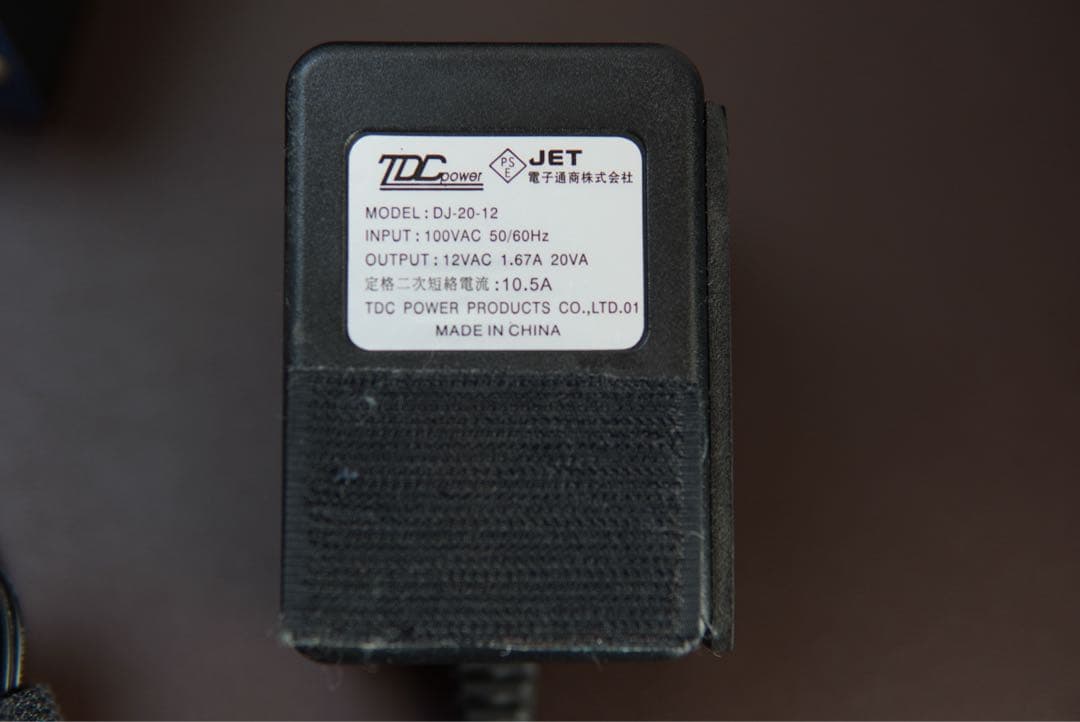 TDC power PSE JET
電子通商株式会社
MODEL : DJ-20-12
INPUT : 100VAC 50/60Hz
OUTPUT : 12VAC 1.67A 20VA
定格二次短絡電流 : 10.5A
TDC POWER PRODUCTS CO.,LTD.01
MADE IN CHINA